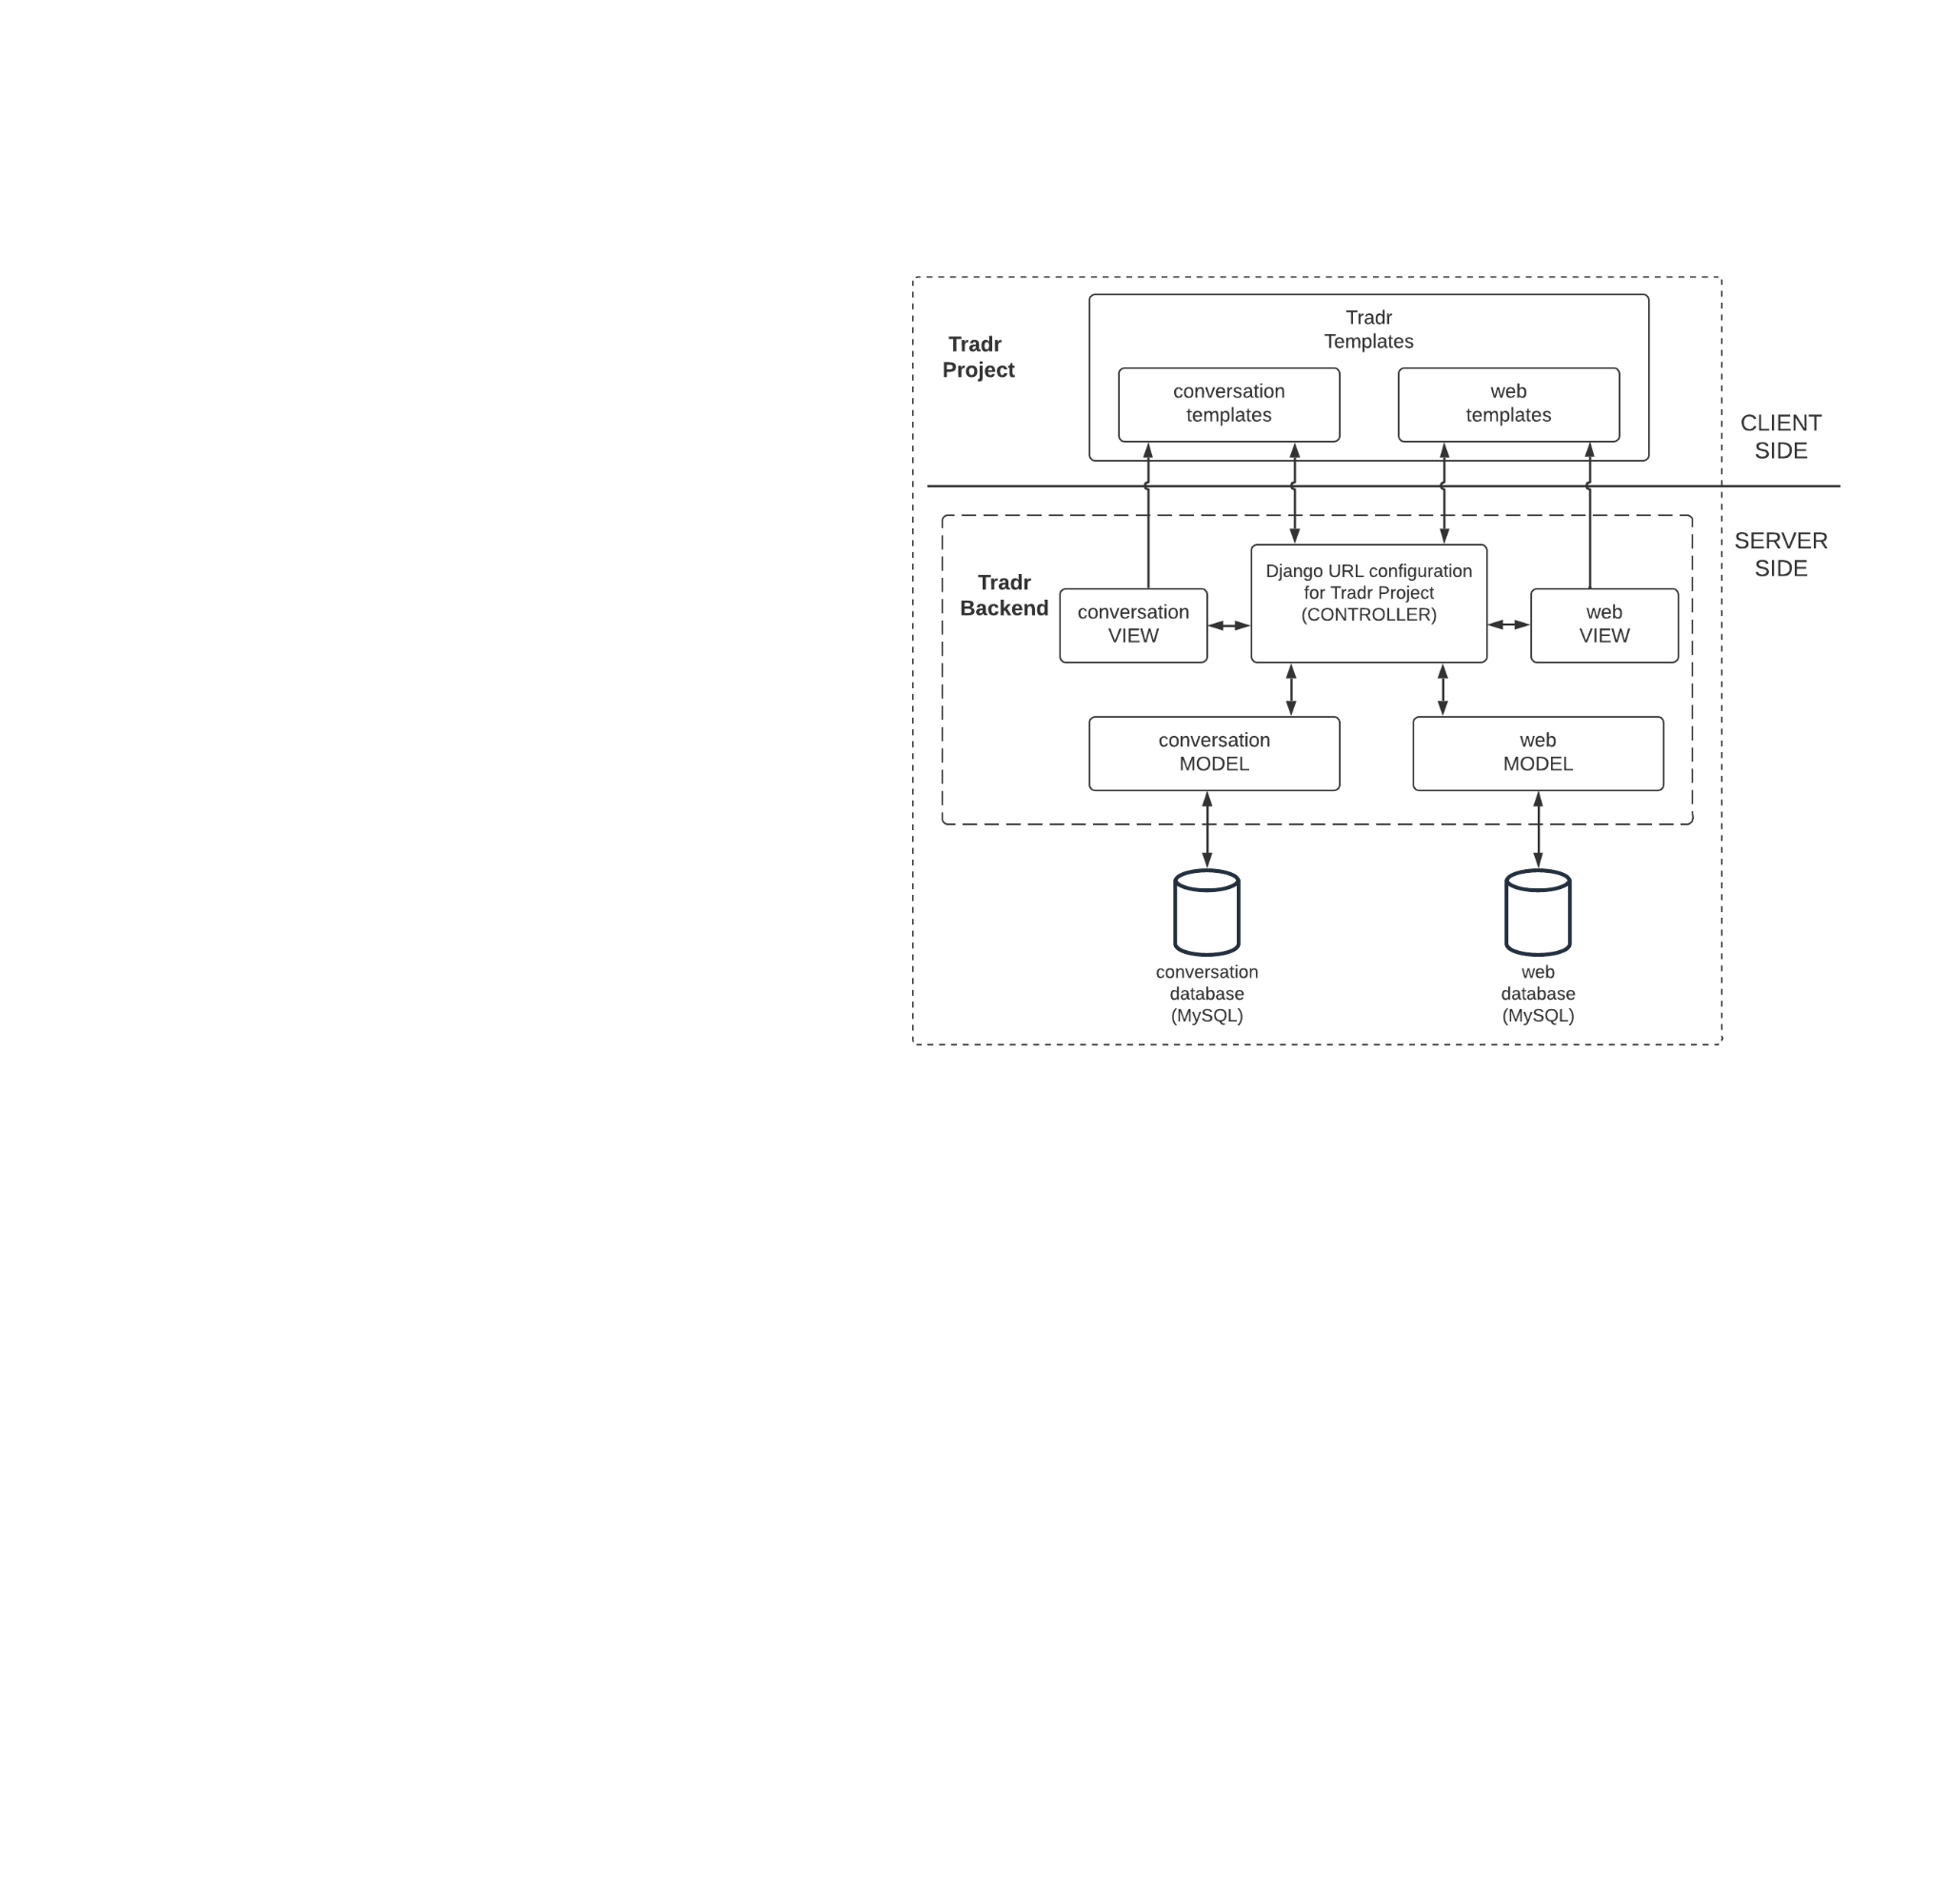 Tradr
Project
Tradr
Templates
conversation
templates
web
templates
CLIENT
SIDE
SERVER
SIDE
Tradr
Backend
conversation
VIEW
Django URL configuration
for Tradr Project
(CONTROLLER)
web
VIEW
conversation
MODEL
web
MODEL
conversation
database
(MySQL)
web
database
(MySQL)